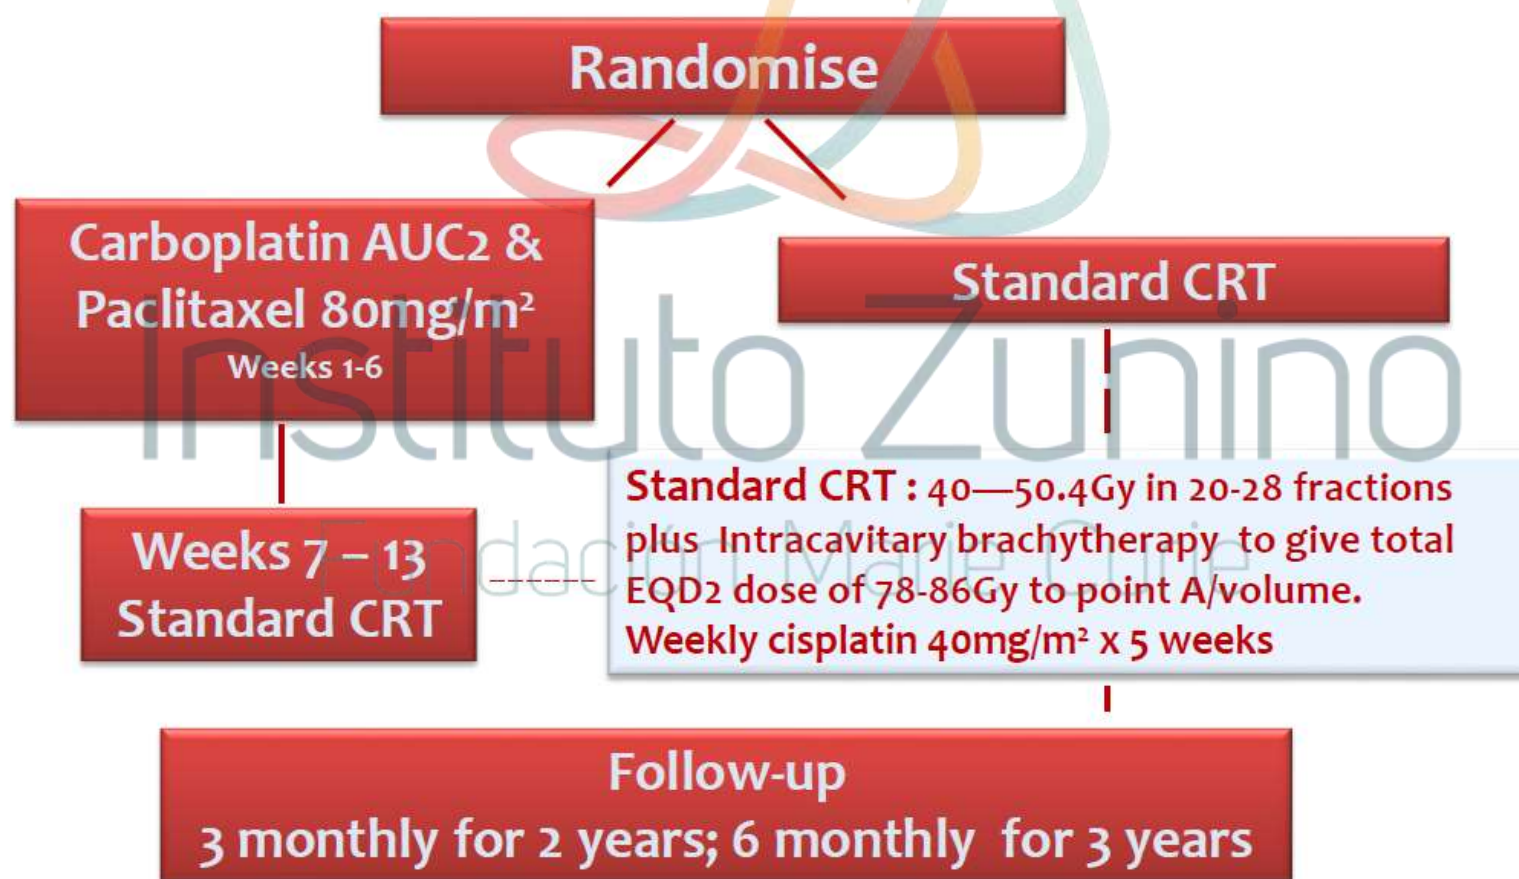 Randomise
Carboplatin AUC2 &
Paclitaxel 80mg/m²
Weeks 1-6
Standard CRT
Instituto Zunino
Fundación Marie Curie
Weeks 7 – 13
Standard CRT
Standard CRT : 40—50.4Gy in 20-28 fractions
plus Intracavitary brachytherapy to give total
EQD2 dose of 78-86Gy to point A/volume.
Weekly cisplatin 40mg/m² x 5 weeks
Follow-up
3 monthly for 2 years; 6 monthly for 3 years